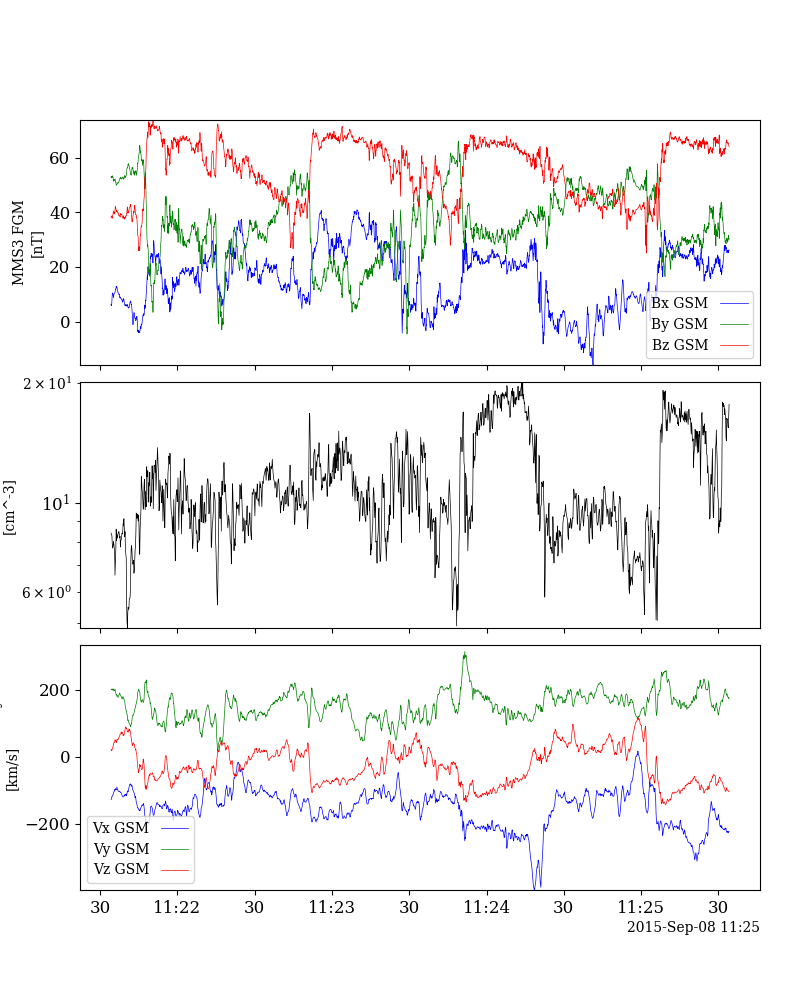 MMS3 FGM
[nT]
60
40
20
0
Bx GSM
By GSM
Bz GSM
2×10¹
10¹
6×10⁰
[cm^-3]
200
0
−200
[km/s]
Vx GSM
Vy GSM
Vz GSM
30 11:22 30 11:23 30 11:24 30 11:25 30
2015-Sep-08 11:25